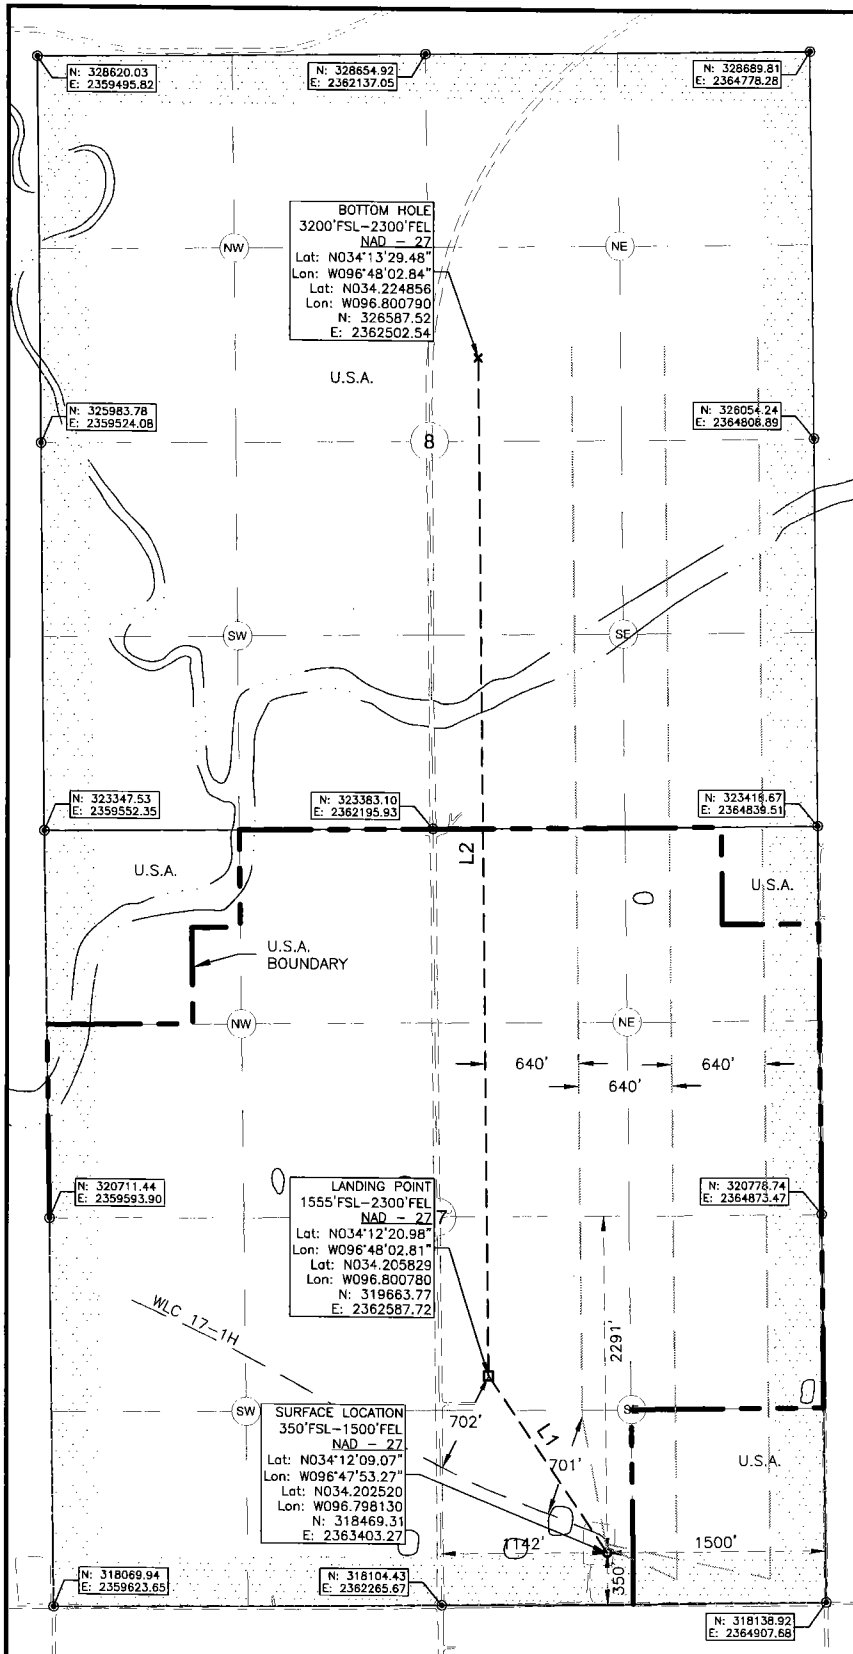 N: 328620.03
E: 2359495.82
N: 328654.92
E: 2362137.05
N: 328689.81
E: 2364778.28
BOTTOM HOLE
3200'FSL-2300'FEL
NAD - 27
Lat: N034°13'29.48"
Lon: W096°48'02.84"
Lat: N034.224856
Lon: W096.800790
N: 326587.52
E: 2362502.54
NW
NE
U.S.A.
N: 325983.78
E: 2359524.08
8
N: 326054.24
E: 2364808.89
SW
SE
N: 323347.53
E: 2359552.35
N: 323383.10
E: 2362195.93
N: 323418.67
E: 2364839.51
L2
U.S.A.
U.S.A.
U.S.A.
BOUNDARY
NW
NE
640'
640'
640'
N: 320711.44
E: 2359593.90
LANDING POINT
1555'FSL-2300'FEL
NAD - 27
Lat: N034°12'20.98"
Lon: W096°48'02.81"
Lat: N034.205829
Lon: W096.800780
N: 319663.77
E: 2362587.72
7
N: 320778.74
E: 2364873.47
WLC 17-1H
2291'
SW
SE
SURFACE LOCATION
350'FSL-1500'FEL
NAD - 27
Lat: N034°12'09.07"
Lon: W096°47'53.27"
Lat: N034.202520
Lon: W096.798130
N: 318469.31
E: 2363403.27
702'
L1
701'
U.S.A.
1142'
1500'
350'
N: 318069.94
E: 2359623.65
N: 318104.43
E: 2362265.67
N: 318138.92
E: 2364907.68